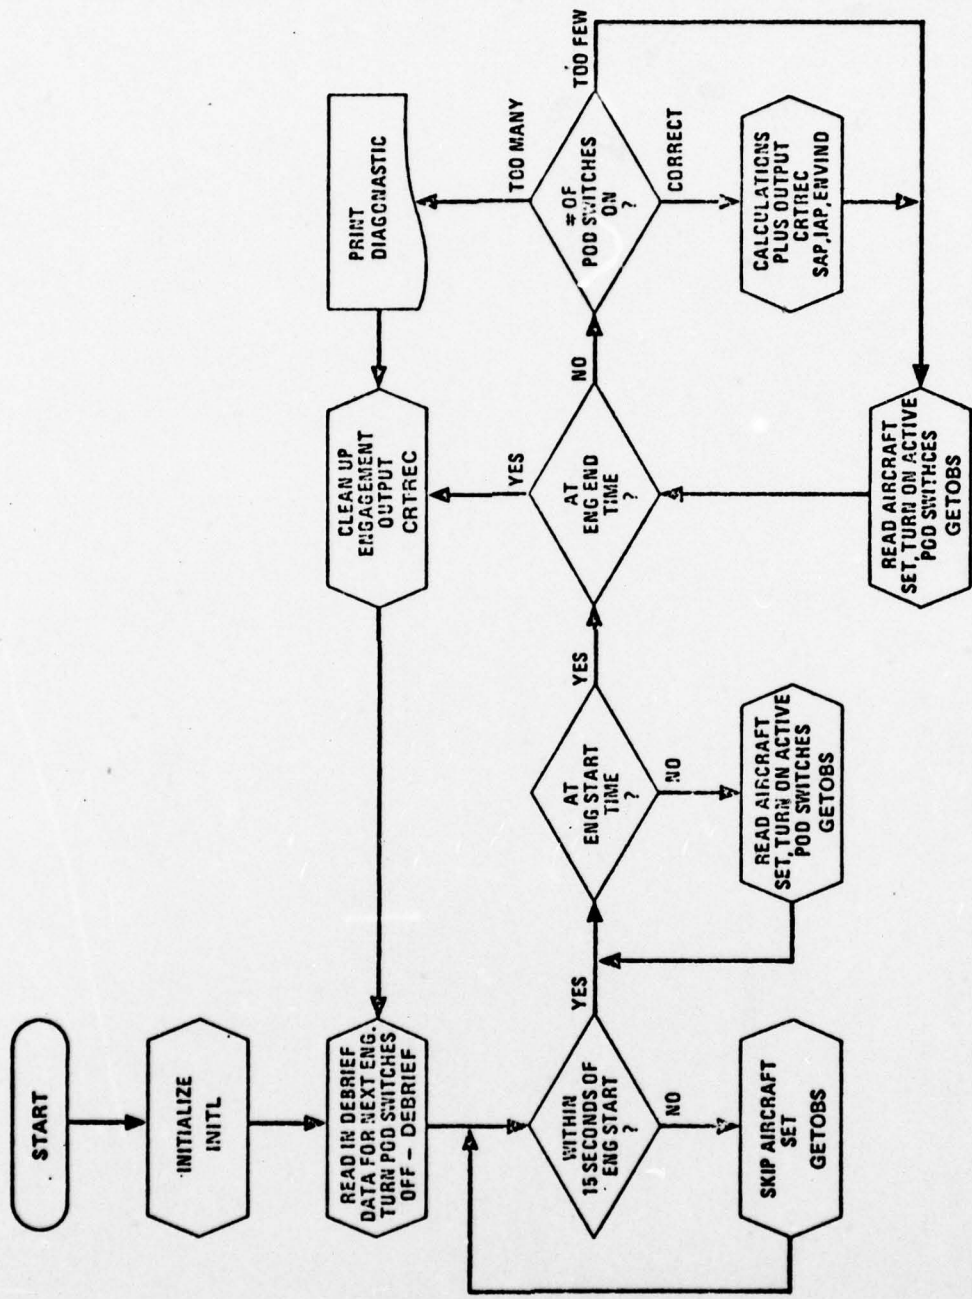 START
INITIALIZE
INITL
READ IN DEBRIEF
DATA FOR NEXT ENG.
TURN POD SWITCHES
OFF - DEBRIEF
WITHIN
15 SECONDS OF
ENG START
?
NO
SKIP AIRCRAFT
SET
GETOBS
YES
AT
ENG START
TIME
?
NO
READ AIRCRAFT
SET, TURN ON ACTIVE
POD SWITCHES
GETOBS
YES
AT
ENG END
TIME
?
YES
CLEAN UP
ENGAGEMENT
OUTPUT
CRTREC
NO
# OF
POD SWITCHES
ON
?
TOO MANY
PRINT
DIAGONASTIC
TOO FEW
CORRECT
CALCULATIONS
PLUS OUTPUT
CRTREC
SAP,IAP,ENVIND
READ AIRCRAFT
SET, TURN ON ACTIVE
POD SWITHCES
GETOBS